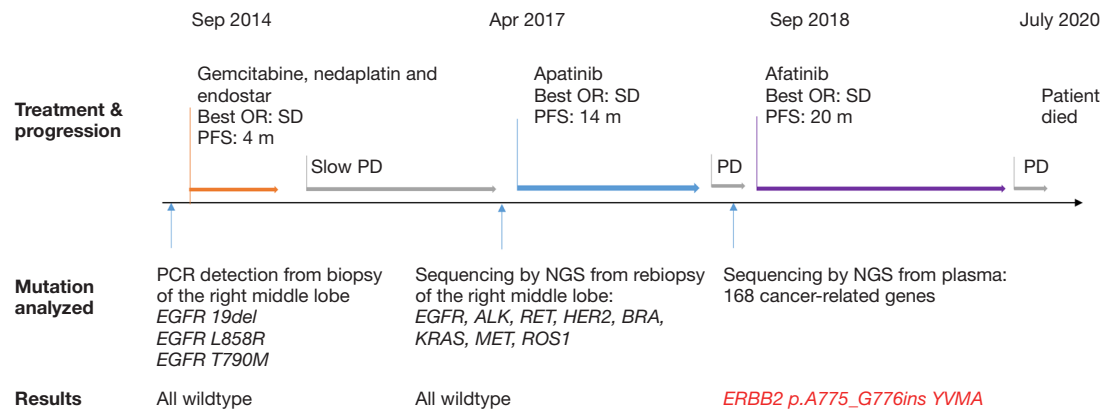 Sep 2014
Apr 2017
Sep 2018
July 2020
Treatment &
progression
Gemcitabine, nedaplatin and
endostar
Best OR: SD
PFS: 4 m
Slow PD
Apatinib
Best OR: SD
PFS: 14 m
PD
Afatinib
Best OR: SD
PFS: 20 m
PD
Patient
died
Mutation
analyzed
PCR detection from biopsy
of the right middle lobe
EGFR 19del
EGFR L858R
EGFR T790M
Sequencing by NGS from rebiopsy
of the right middle lobe:
EGFR, ALK, RET, HER2, BRA,
KRAS, MET, ROS1
Sequencing by NGS from plasma:
168 cancer-related genes
Results
All wildtype
All wildtype
ERBB2 p.A775_G776ins YVMA